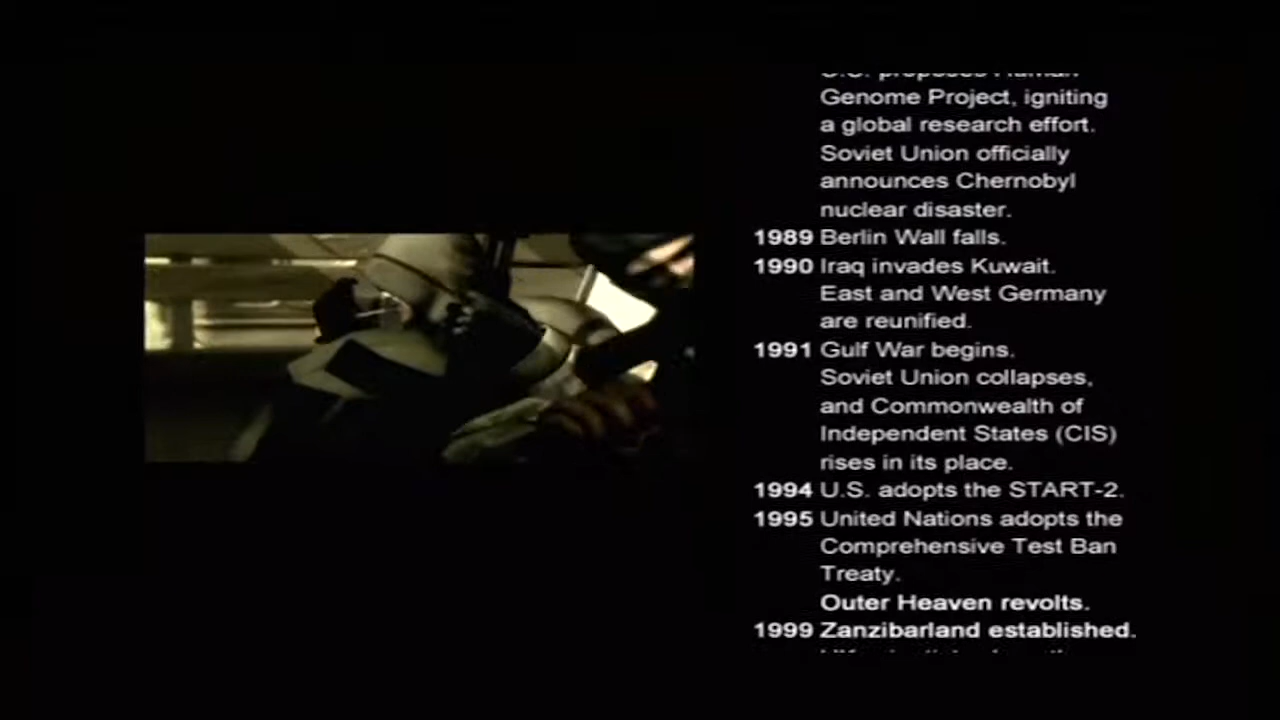 Genome Project, igniting
a global research effort.
Soviet Union officially
announces Chernobyl
nuclear disaster.
1989 Berlin Wall falls.
1990 Iraq invades Kuwait.
East and West Germany
are reunified.
1991 Gulf War begins.
Soviet Union collapses,
and Commonwealth of
Independent States (CIS)
rises in its place.
1994 U.S. adopts the START-2.
1995 United Nations adopts the
Comprehensive Test Ban
Treaty.
Outer Heaven revolts.
1999 Zanzibarland established.